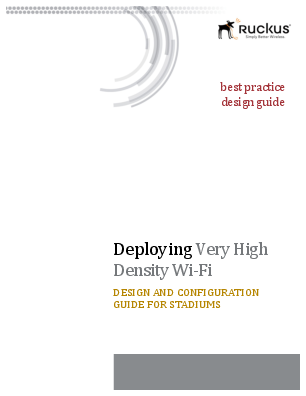 Ruckus®
Simply Better Wireless.
best practice
design guide
Deploying Very High
Density Wi-Fi
DESIGN AND CONFIGURATION
GUIDE FOR STADIUMS